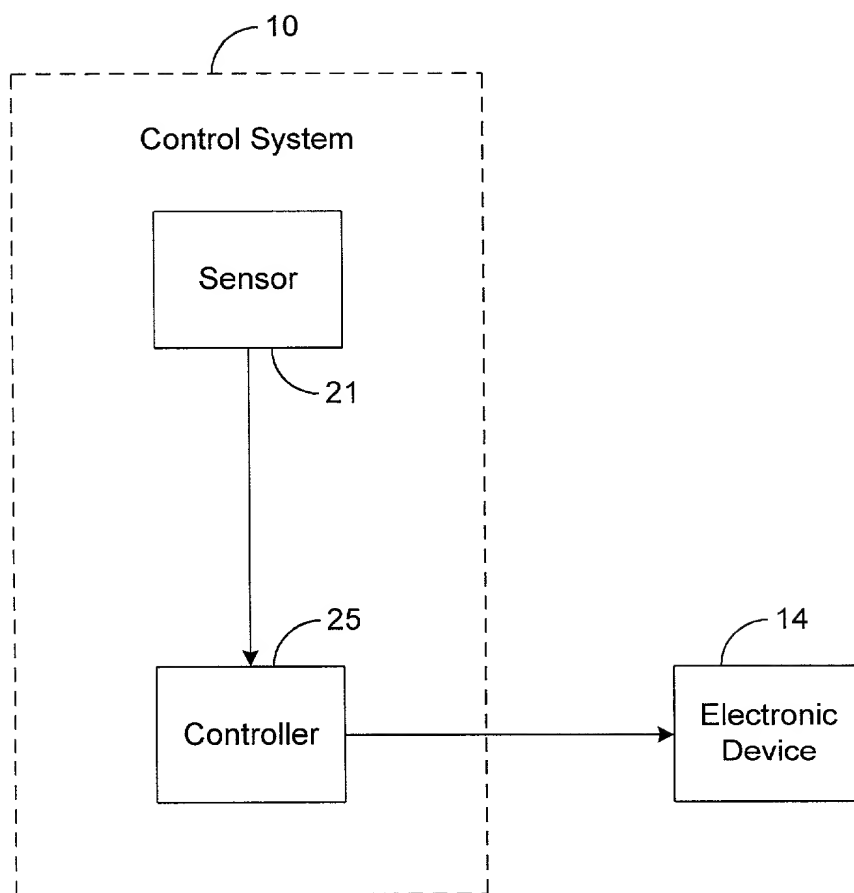 10
Control System
Sensor
21
25
14
Controller
Electronic
Device